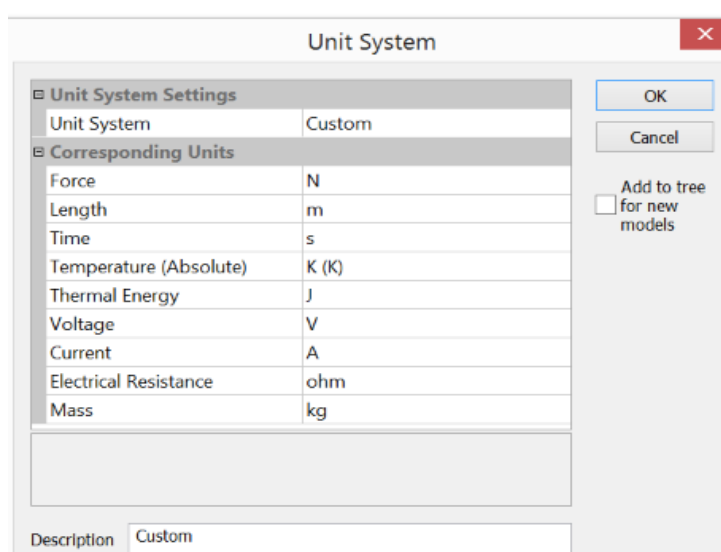 Unit System
Unit System Settings
Unit System Custom
Corresponding Units
Force N
Length m
Time s
Temperature (Absolute) K (K)
Thermal Energy J
Voltage V
Current A
Electrical Resistance ohm
Mass kg
Description Custom
OK
Cancel
Add to tree
for new
models